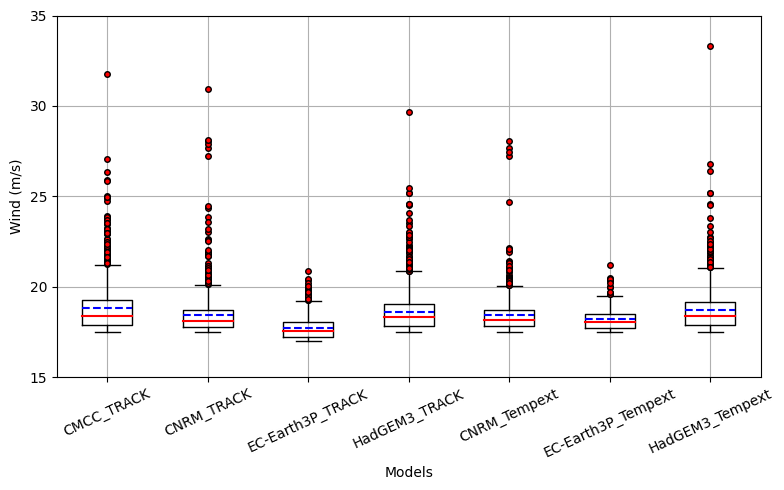 35
30
25
20
15
Wind (m/s)
CMCC_TRACK
CNRM_TRACK
EC-Earth3P_TRACK
HadGEM3_TRACK
CNRM_Tempext
EC-Earth3P_Tempext
HadGEM3_Tempext
Models